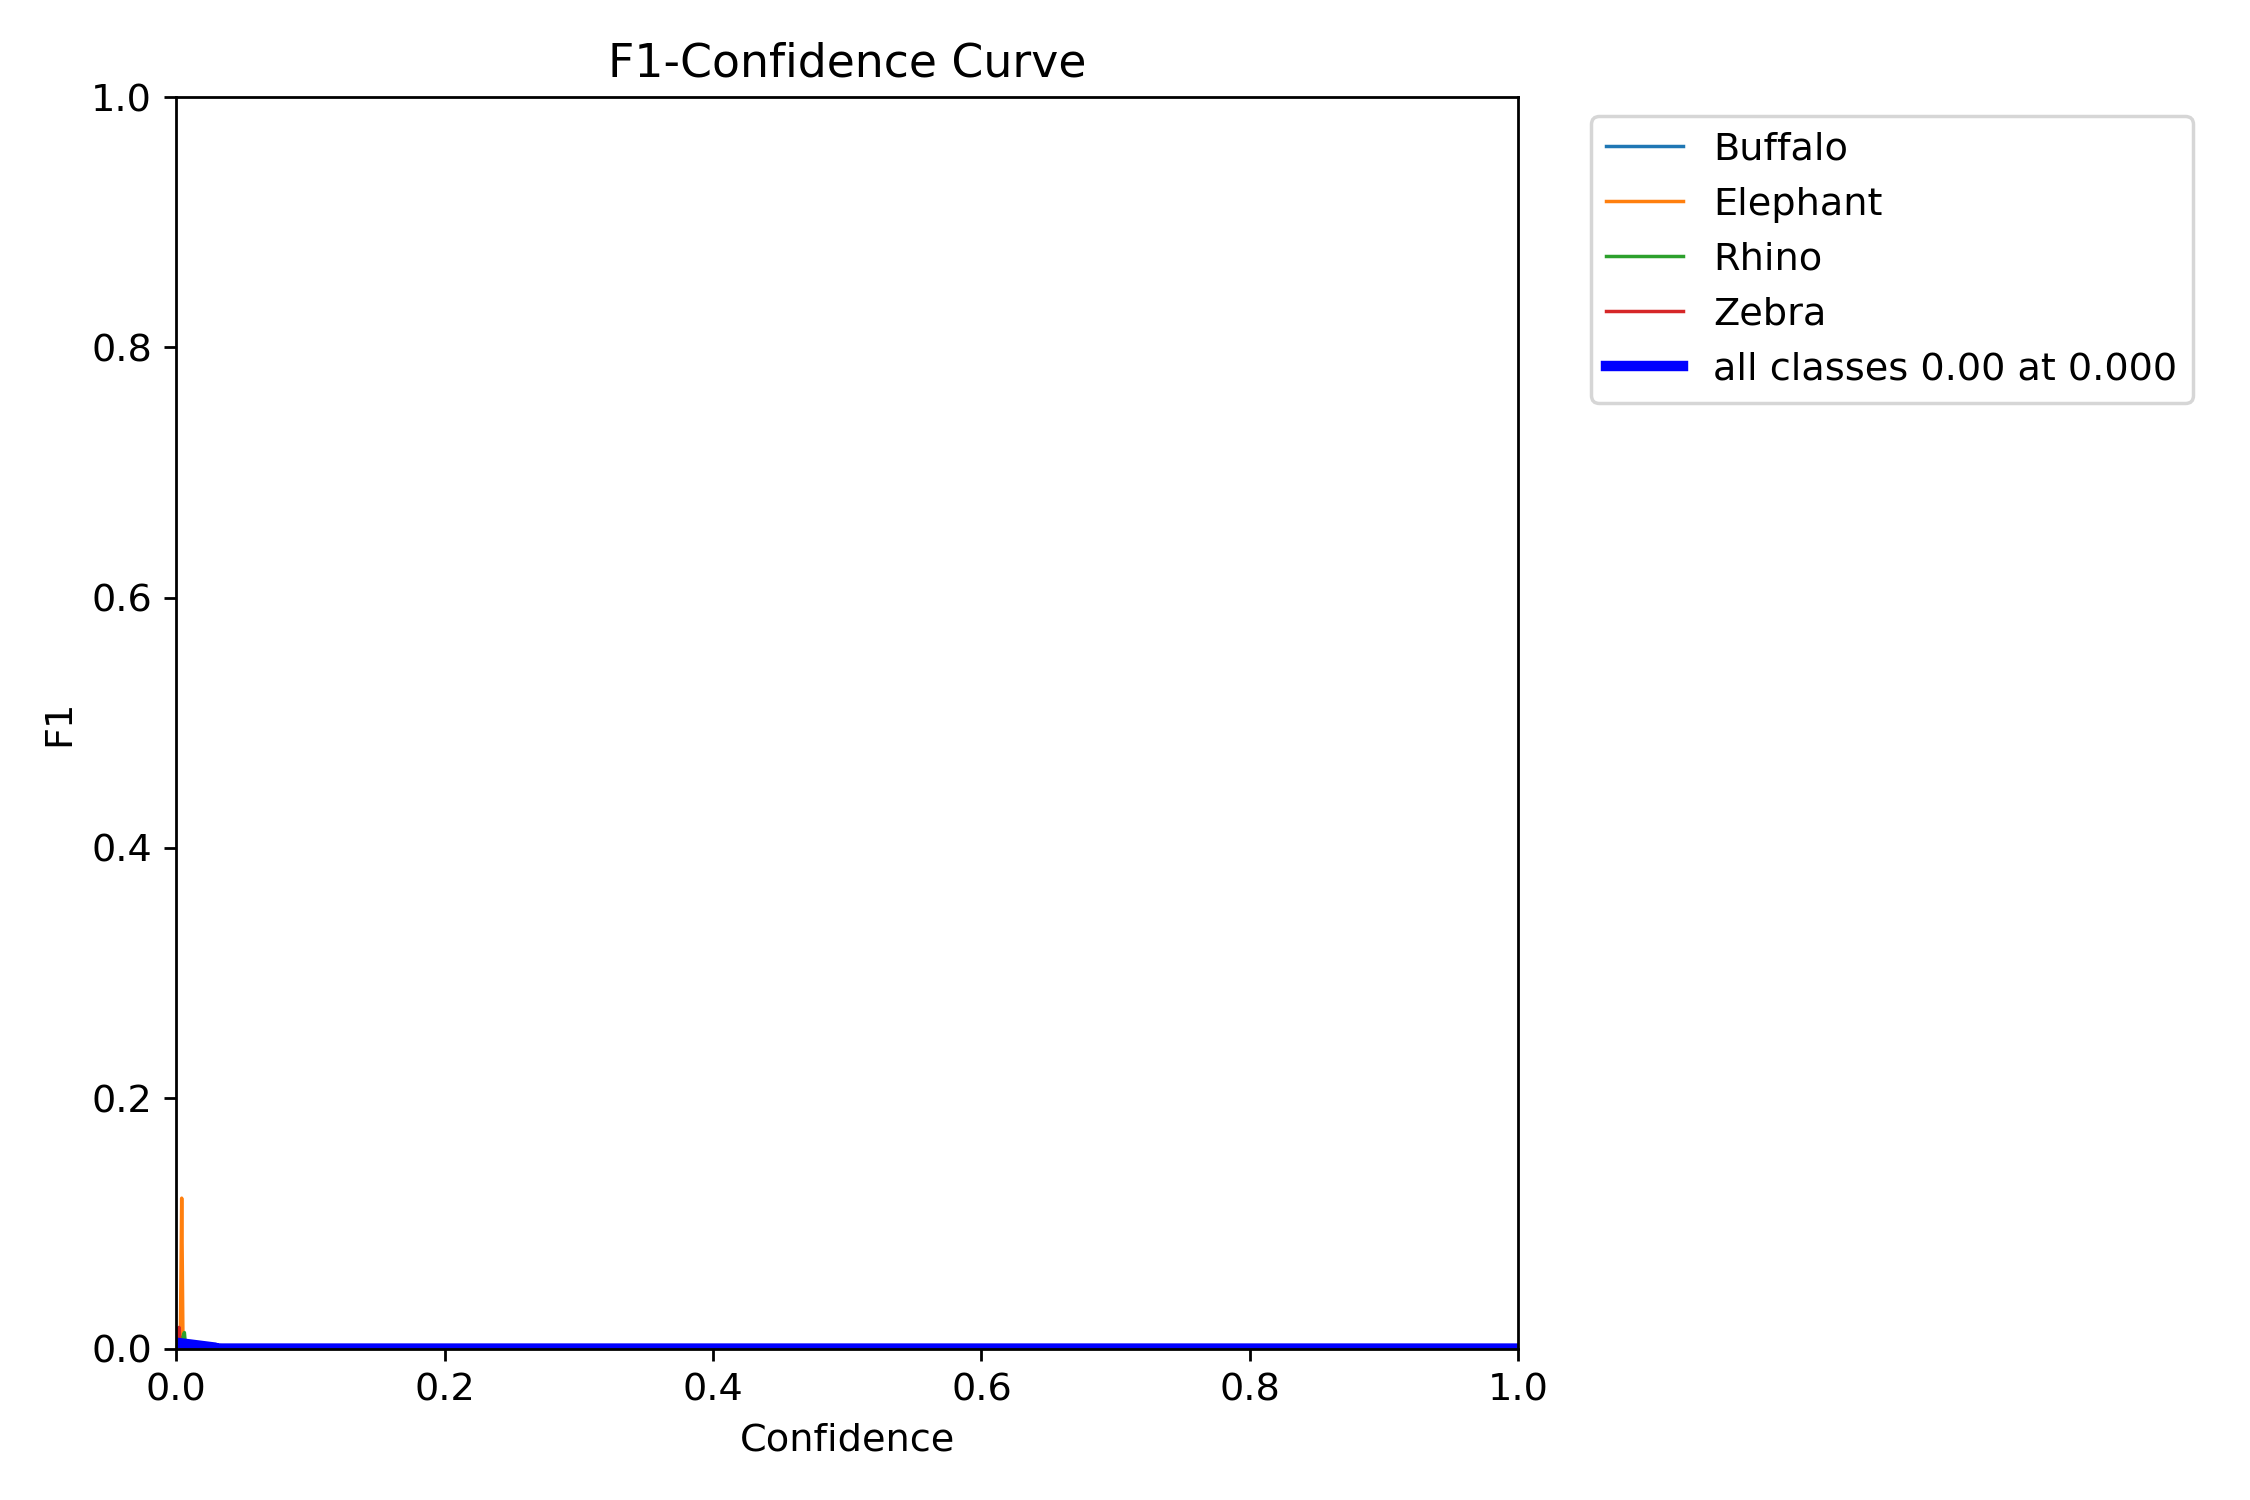 F1-Confidence Curve
1.0
0.8
0.6
0.4
0.2
0.0
F1
0.0 0.2 0.4 0.6 0.8 1.0
Confidence
Buffalo
Elephant
Rhino
Zebra
all classes 0.00 at 0.000